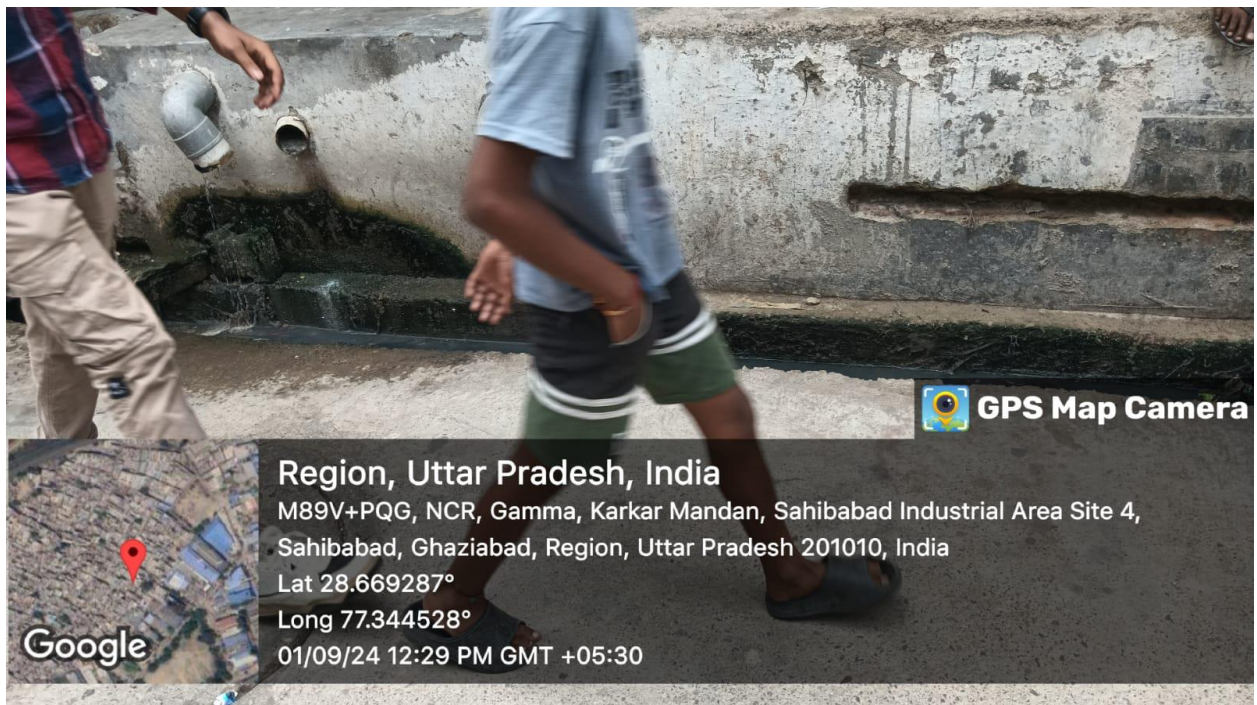 GPS Map Camera
Region, Uttar Pradesh, India
M89V+PQG, NCR, Gamma, Karkar Mandan, Sahibabad Industrial Area Site 4,
Sahibabad, Ghaziabad, Region, Uttar Pradesh 201010, India
Lat 28.669287°
Long 77.344528°
01/09/24 12:29 PM GMT +05:30
Google